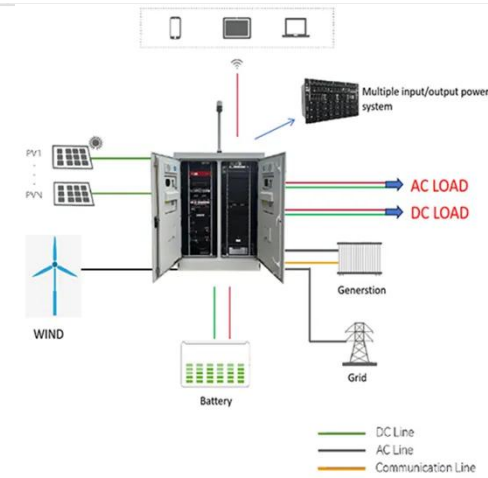 Multiple input/output power
system
PV1
PVN
AC LOAD
DC LOAD
Generstion
WIND
Grid
Battery
DC Line
AC Line
Communication Line